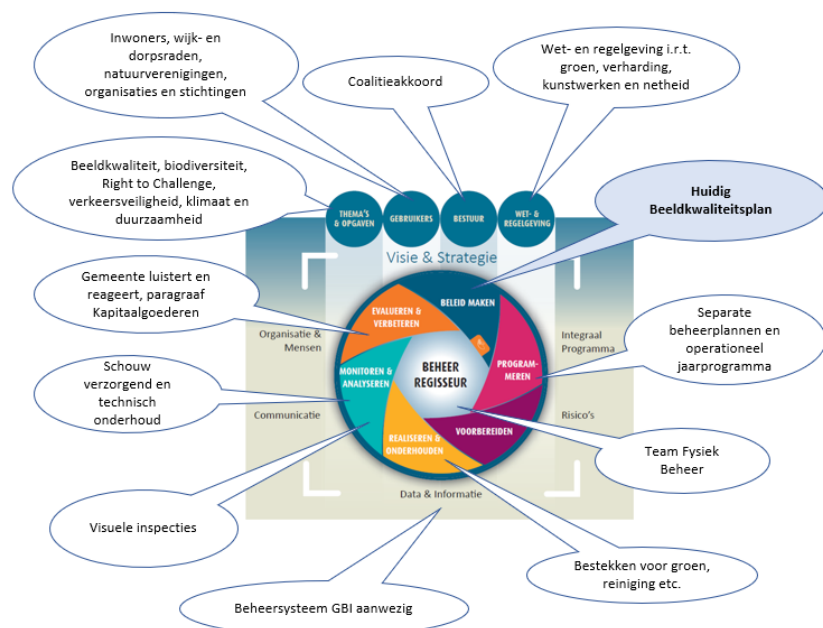 Inwoners, wijk- en
dorpsraden,
natuurverenigingen,
organisaties en stichtingen
Coalitieakkoord
Wet- en regelgeving i.r.t.
groen, verharding,
kunstwerken en netheid
Beeldkwaliteit, biodiversiteit,
Right to Challenge,
verkeersveiligheid, klimaat en
duurzaamheid
Huidig
Beeldkwaliteitsplan
THEMA'S
& OPGAVEN
GEBRUIKERS
BESTUUR
WET- &
REGELGEVING
Visie & Strategie
Gemeente luistert en
reageert, paragraaf
Kapitaalgoederen
EVALUEREN &
VERBETEREN
BELEID MAKEN
Separate
beheerplannen en
operationeel
jaarprogramma
Organisatie &
Mensen
Integraal
Programma
Schouw
verzorgend en
technisch
onderhoud
MONITOREN &
ANALYSEREN
BEHEER
REGISSEUR
PROGRAM-
MEREN
Communicatie
Risico's
REALISEREN &
ONDERHOUDEN
VOORBEREIDEN
Team Fysiek
Beheer
Data & Informatie
Visuele inspecties
Bestekken voor groen,
reiniging etc.
Beheersysteem GBI aanwezig